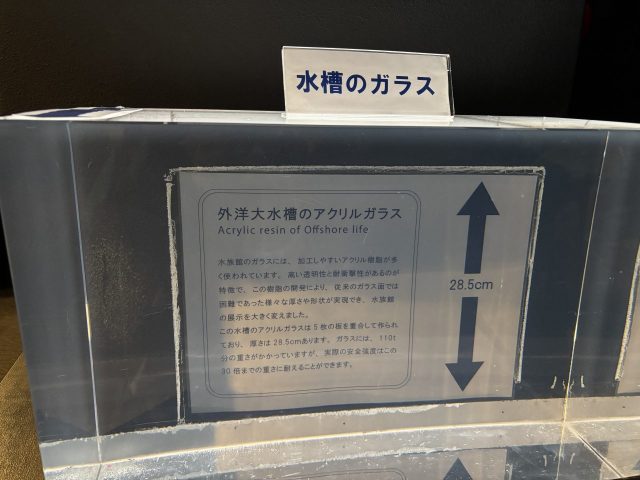 水槽のガラス
外洋大水槽のアクリルガラス
Acrylic resin of Offshore life
水族館のガラスには、加工しやすいアクリル樹脂が多
く使われています。高い透明性と耐衝撃性があるのが
特徴で、この樹脂の開発により、従来のガラス面では
困難であった様々な厚さや形状が実現でき、水族館
の展示を大きく変えました。
この水槽のアクリルガラスは5枚の板を重合して作られ
ており、厚さは28.5cmあります。ガラスには、110t
分の重さがかかっていますが、実際の安全強度はこの
30倍までの重さに耐えることができます。
28.5cm